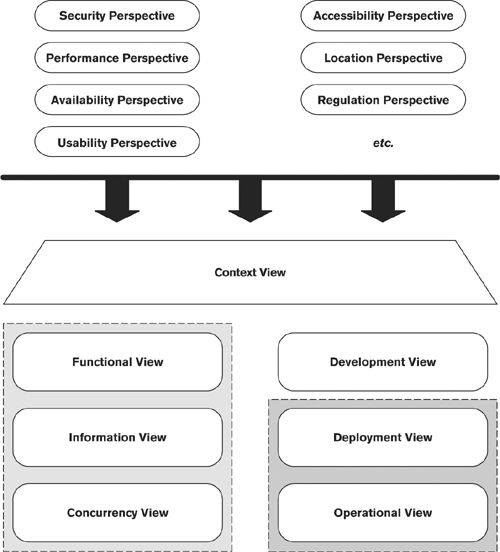 Security Perspective
Accessibility Perspective
Performance Perspective
Location Perspective
Availability Perspective
Regulation Perspective
Usability Perspective
etc.
Context View
Functional View
Development View
Information View
Deployment View
Concurrency View
Operational View